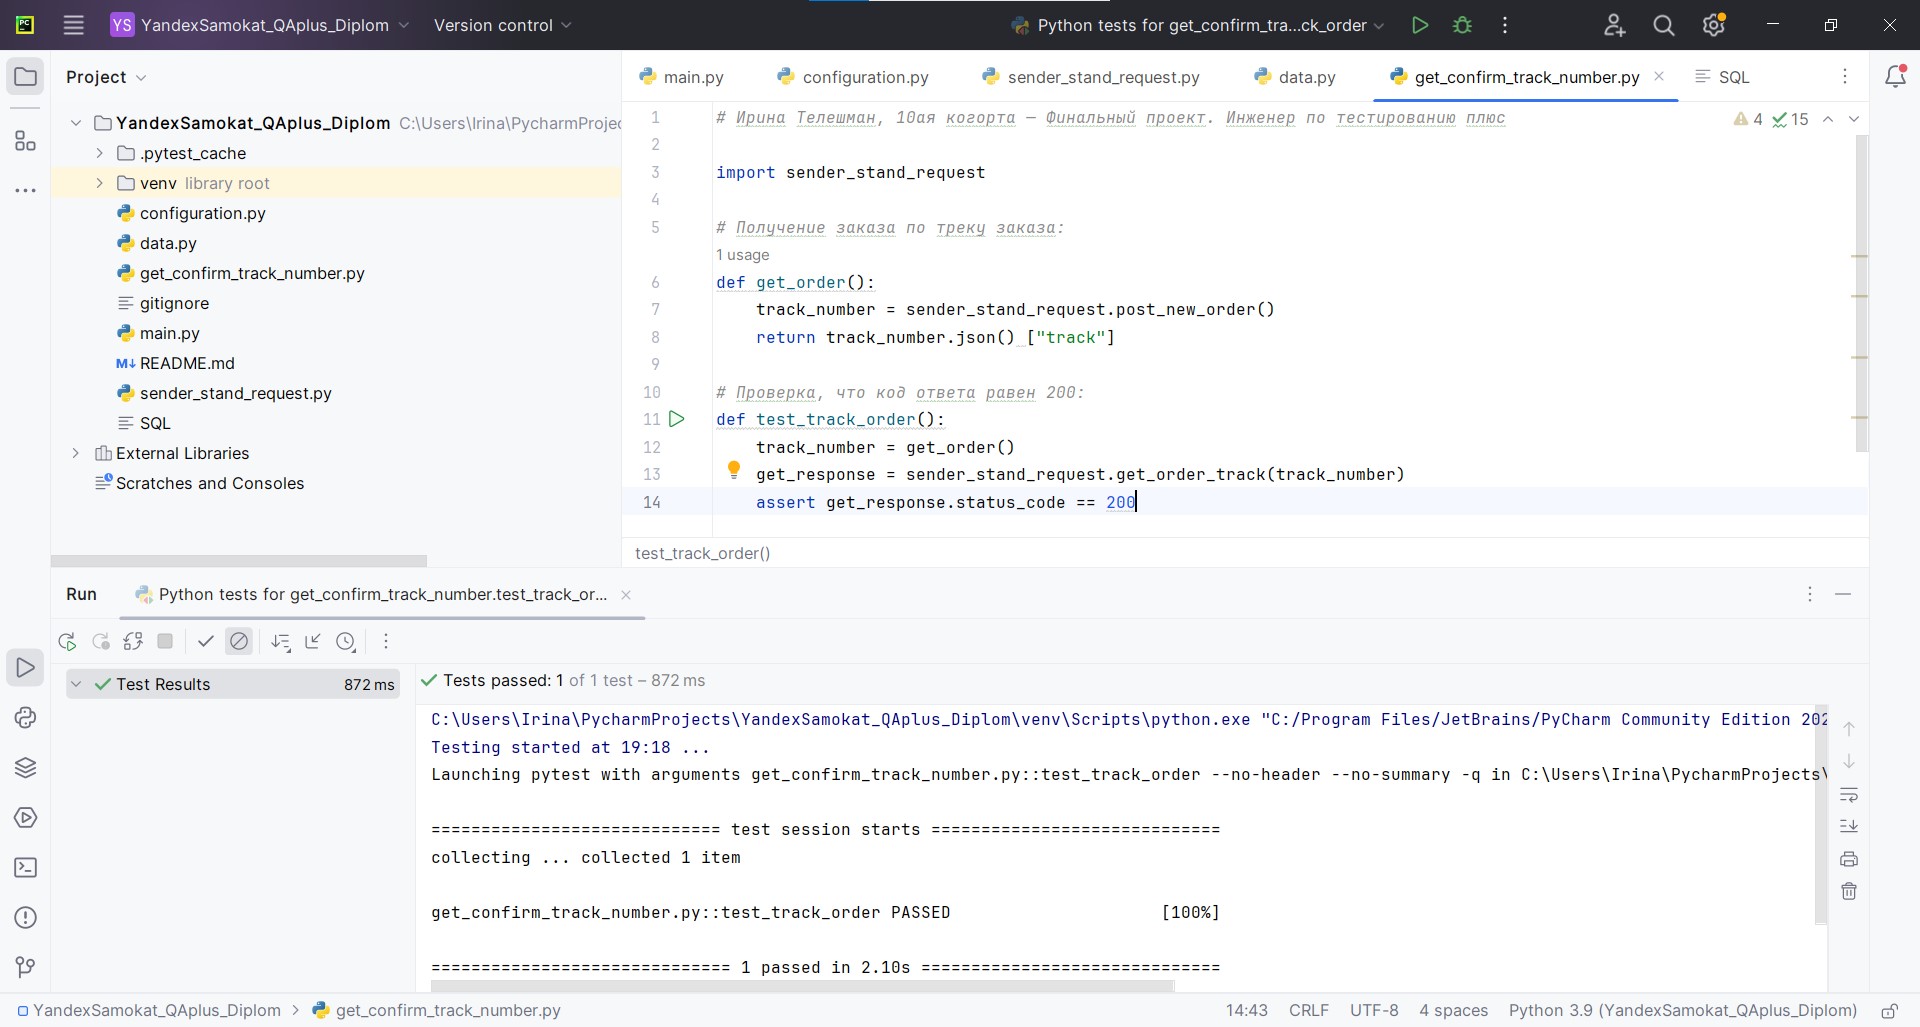 YS YandexSamokat_QAplus_Diplom Version control Python tests for get_confirm_tra...ck_order
Project
YandexSamokat_QAplus_Diplom C:\Users\Irina\PycharmProjec
.pytest_cache
venv library root
configuration.py
data.py
get_confirm_track_number.py
gitignore
main.py
README.md
sender_stand_request.py
SQL
External Libraries
Scratches and Consoles
main.py configuration.py sender_stand_request.py data.py get_confirm_track_number.py SQL
4 15
1 # Ирина Телешман, 10ая когорта — Финальный проект. Инженер по тестированию плюс
2
3 import sender_stand_request
4
5 # Получение заказа по треку заказа:
1 usage
6 def get_order():
7 track_number = sender_stand_request.post_new_order()
8 return track_number.json() ["track"]
9
10 # Проверка, что код ответа равен 200:
11 def test_track_order():
12 track_number = get_order()
13 get_response = sender_stand_request.get_order_track(track_number)
14 assert get_response.status_code == 200
test_track_order()
Run Python tests for get_confirm_track_number.test_track_or...
Test Results 872 ms
Tests passed: 1 of 1 test – 872 ms
C:\Users\Irina\PycharmProjects\YandexSamokat_QAplus_Diplom\venv\Scripts\python.exe "C:/Program Files/JetBrains/PyCharm Community Edition 202
Testing started at 19:18 ...
Launching pytest with arguments get_confirm_track_number.py::test_track_order --no-header --no-summary -q in C:\Users\Irina\PycharmProjects\
============================= test session starts =============================
collecting ... collected 1 item
get_confirm_track_number.py::test_track_order PASSED [100%]
============================== 1 passed in 2.10s ==============================
YandexSamokat_QAplus_Diplom > get_confirm_track_number.py 14:43 CRLF UTF-8 4 spaces Python 3.9 (YandexSamokat_QAplus_Diplom)